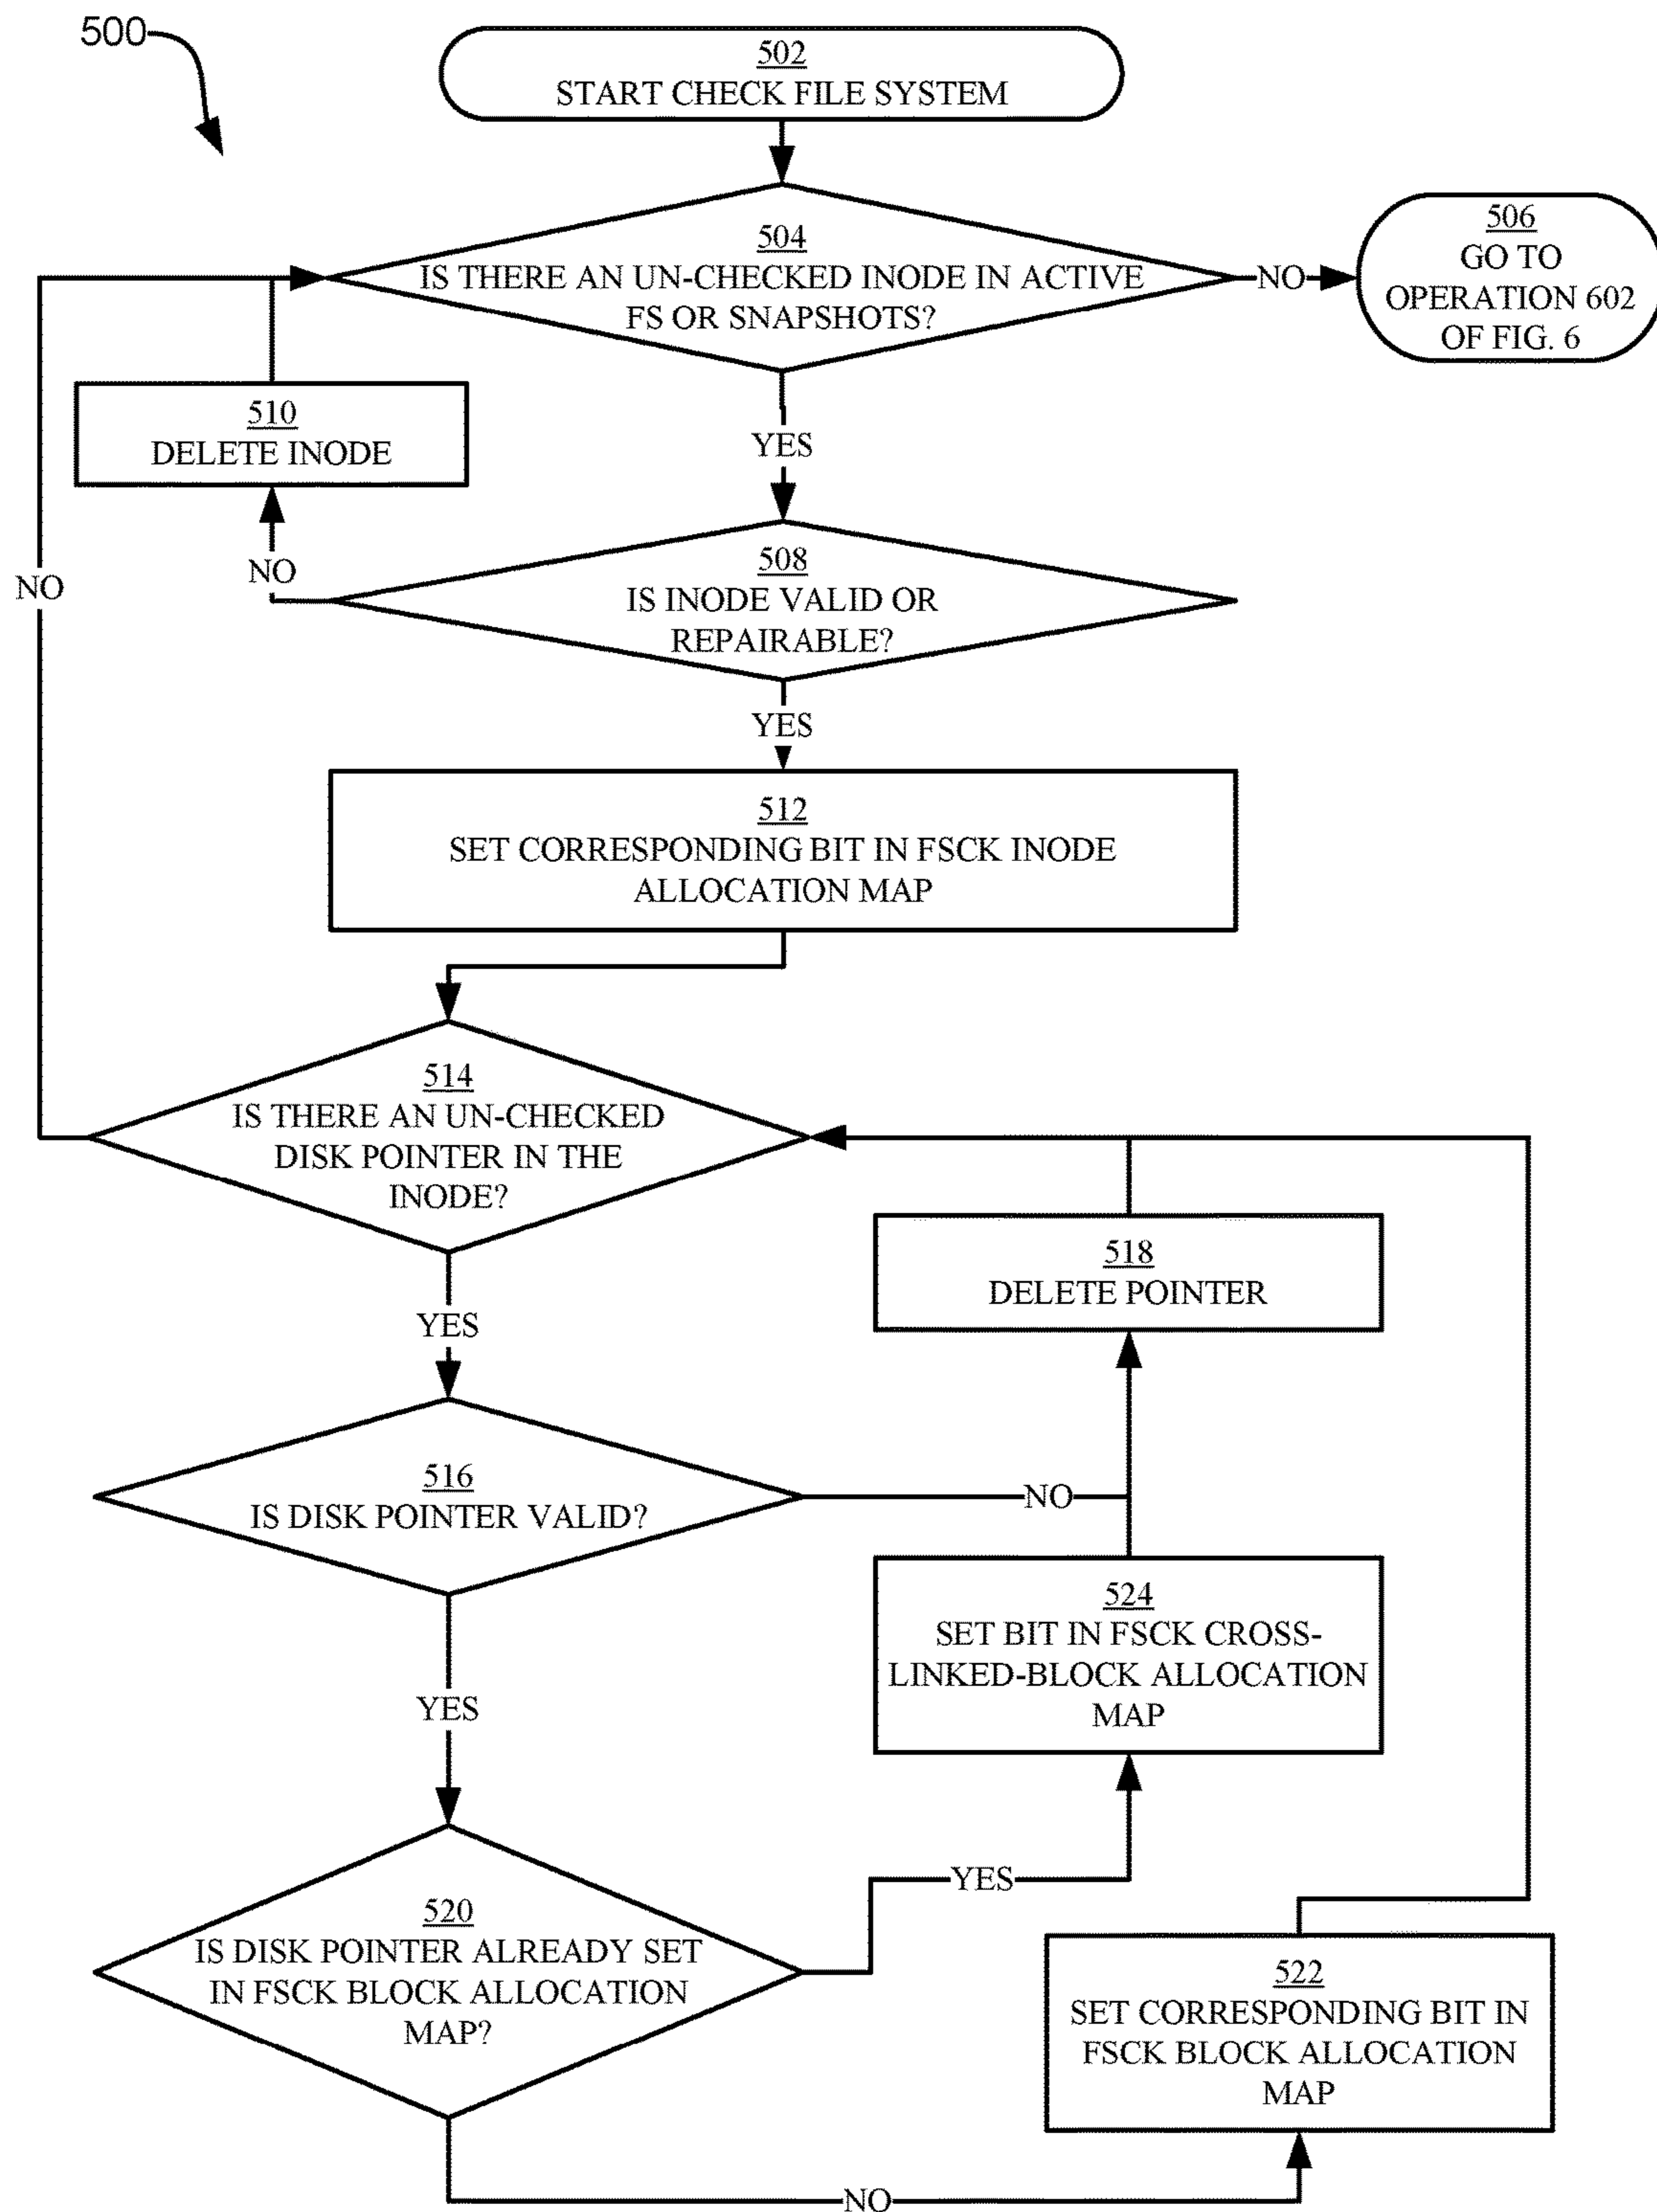 500
502
START CHECK FILE SYSTEM
504
IS THERE AN UN-CHECKED INODE IN ACTIVE
FS OR SNAPSHOTS?
NO
506
GO TO
OPERATION 602
OF FIG. 6
510
DELETE INODE
YES
NO
NO
508
IS INODE VALID OR
REPAIRABLE?
YES
512
SET CORRESPONDING BIT IN FSCK INODE
ALLOCATION MAP
514
IS THERE AN UN-CHECKED
DISK POINTER IN THE
INODE?
518
DELETE POINTER
YES
516
IS DISK POINTER VALID?
NO
524
SET BIT IN FSCK CROSS-
LINKED-BLOCK ALLOCATION
MAP
YES
YES
520
IS DISK POINTER ALREADY SET
IN FSCK BLOCK ALLOCATION
MAP?
522
SET CORRESPONDING BIT IN
FSCK BLOCK ALLOCATION
MAP
NO